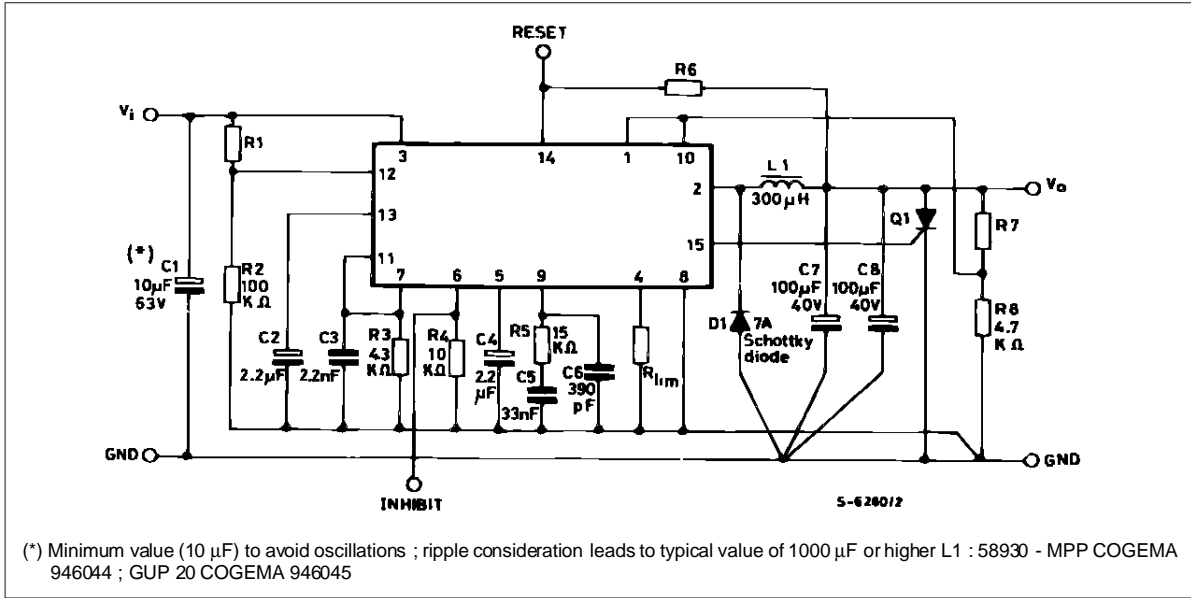 RESET
R6
Vi
R1
3
14
1
10
12
2
L1
300μH
Vo
13
Q1
R7
15
(*)
C1
10μF
63V
11
R2
100
KΩ
7
6
5
9
4
8
C7
100μF
40V
C8
100μF
40V
C2
2.2μF
C3
2.2nF
R3
43
KΩ
R4
10
KΩ
C4
2.2
μF
R5
15
KΩ
C5
33nF
C6
390
pF
Rlim
D1
7A
Schottky
diode
R8
4.7
KΩ
GND
GND
INHIBIT
S-6260/2
(*) Minimum value (10 μF) to avoid oscillations ; ripple consideration leads to typical value of 1000 μF or higher L1 : 58930 - MPP COGEMA
946044 ; GUP 20 COGEMA 946045